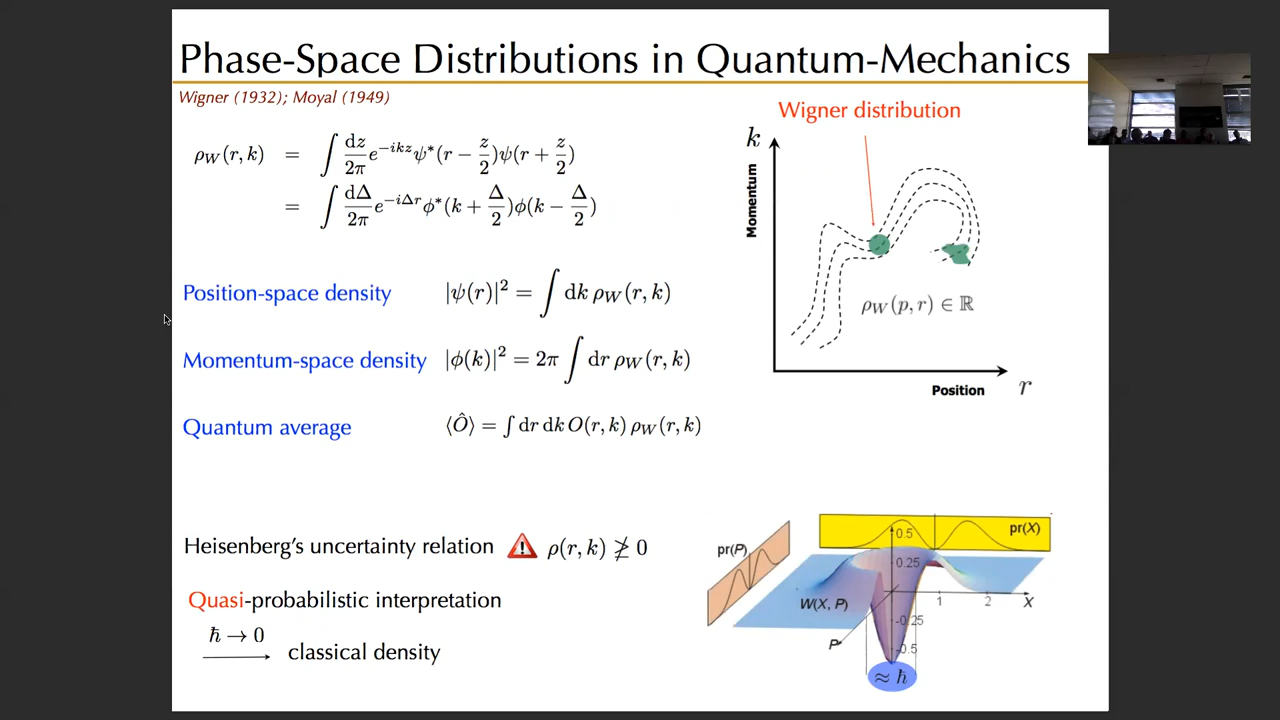 Phase-Space Distributions in Quantum-Mechanics
Wigner (1932); Moyal (1949)
ρ_W(r, k) = ∫ dz/2π e^{-ikz} ψ*(r − z/2)ψ(r + z/2)
= ∫ dΔ/2π e^{-iΔr} ϕ*(k + Δ/2)ϕ(k − Δ/2)
Position-space density |ψ(r)|² = ∫ dk ρ_W(r, k)
Momentum-space density |ϕ(k)|² = 2π ∫ dr ρ_W(r, k)
Quantum average ⟨Ô⟩ = ∫ dr dk O(r, k) ρ_W(r, k)
Wigner distribution
k
Momentum
ρ_W(p, r) ∈ ℝ
Position r
Heisenberg's uncertainty relation ! ρ(r, k) ≱ 0
Quasi-probabilistic interpretation
ℏ → 0
classical density
pr(P)
pr(X)
0.5
0.25
W(X, P)
1
2
X
-0.25
P
-0.5
≈ ℏ